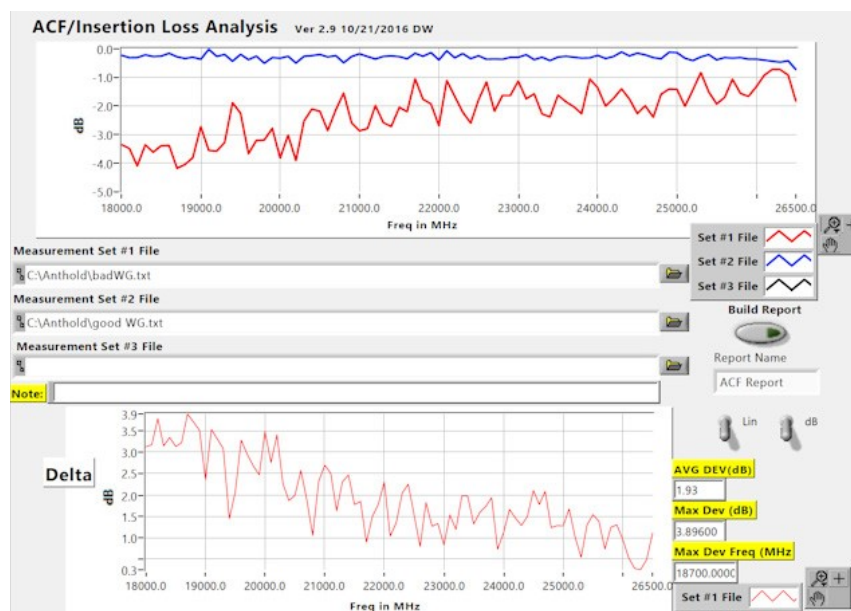 ACF/Insertion Loss Analysis Ver 2.9 10/21/2016 DW
0.0
-1.0
-2.0
-3.0
-4.0
-5.0
dB
18000.0 19000.0 20000.0 21000.0 22000.0 23000.0 24000.0 25000.0 26500.0
Freq in MHz
Set #1 File
Set #2 File
Set #3 File
Measurement Set #1 File
C:\Anthold\badWG.txt
Measurement Set #2 File
C:\Anthold\good WG.txt
Measurement Set #3 File
Build Report
Report Name
ACF Report
Note:
Lin dB
Delta
3.9
3.5
3.0
2.5
2.0
1.5
1.0
0.3
dB
18000.0 19000.0 20000.0 21000.0 22000.0 23000.0 24000.0 25000.0 26500.0
Freq in MHz
AVG DEV(dB)
1.93
Max Dev (dB)
3.89600
Max Dev Freq (MHz
18700.000
Set #1 File